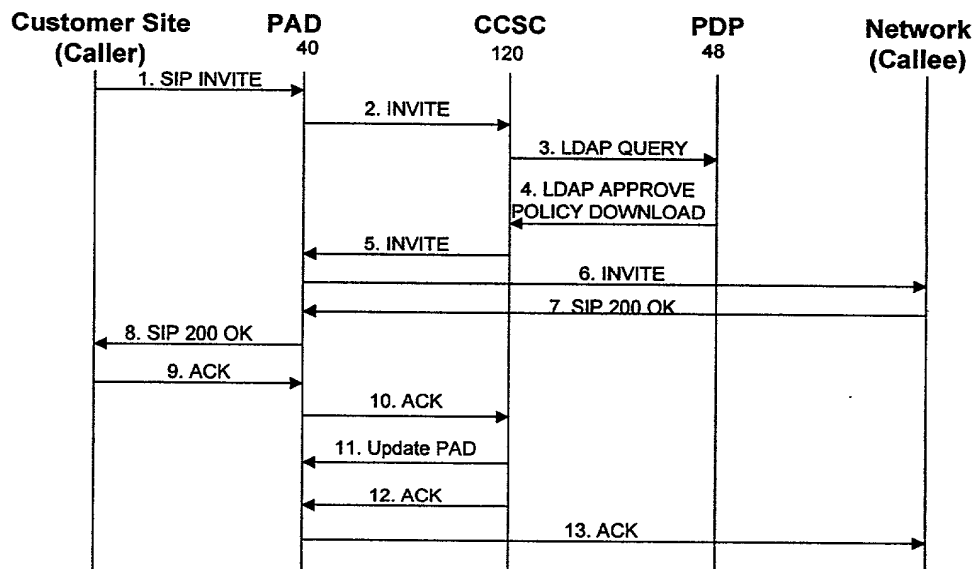 Customer Site
(Caller)
PAD
40
CCSC
120
PDP
48
Network
(Callee)
1. SIP INVITE
2. INVITE
3. LDAP QUERY
4. LDAP APPROVE
POLICY DOWNLOAD
5. INVITE
6. INVITE
7. SIP 200 OK
8. SIP 200 OK
9. ACK
10. ACK
11. Update PAD
12. ACK
13. ACK